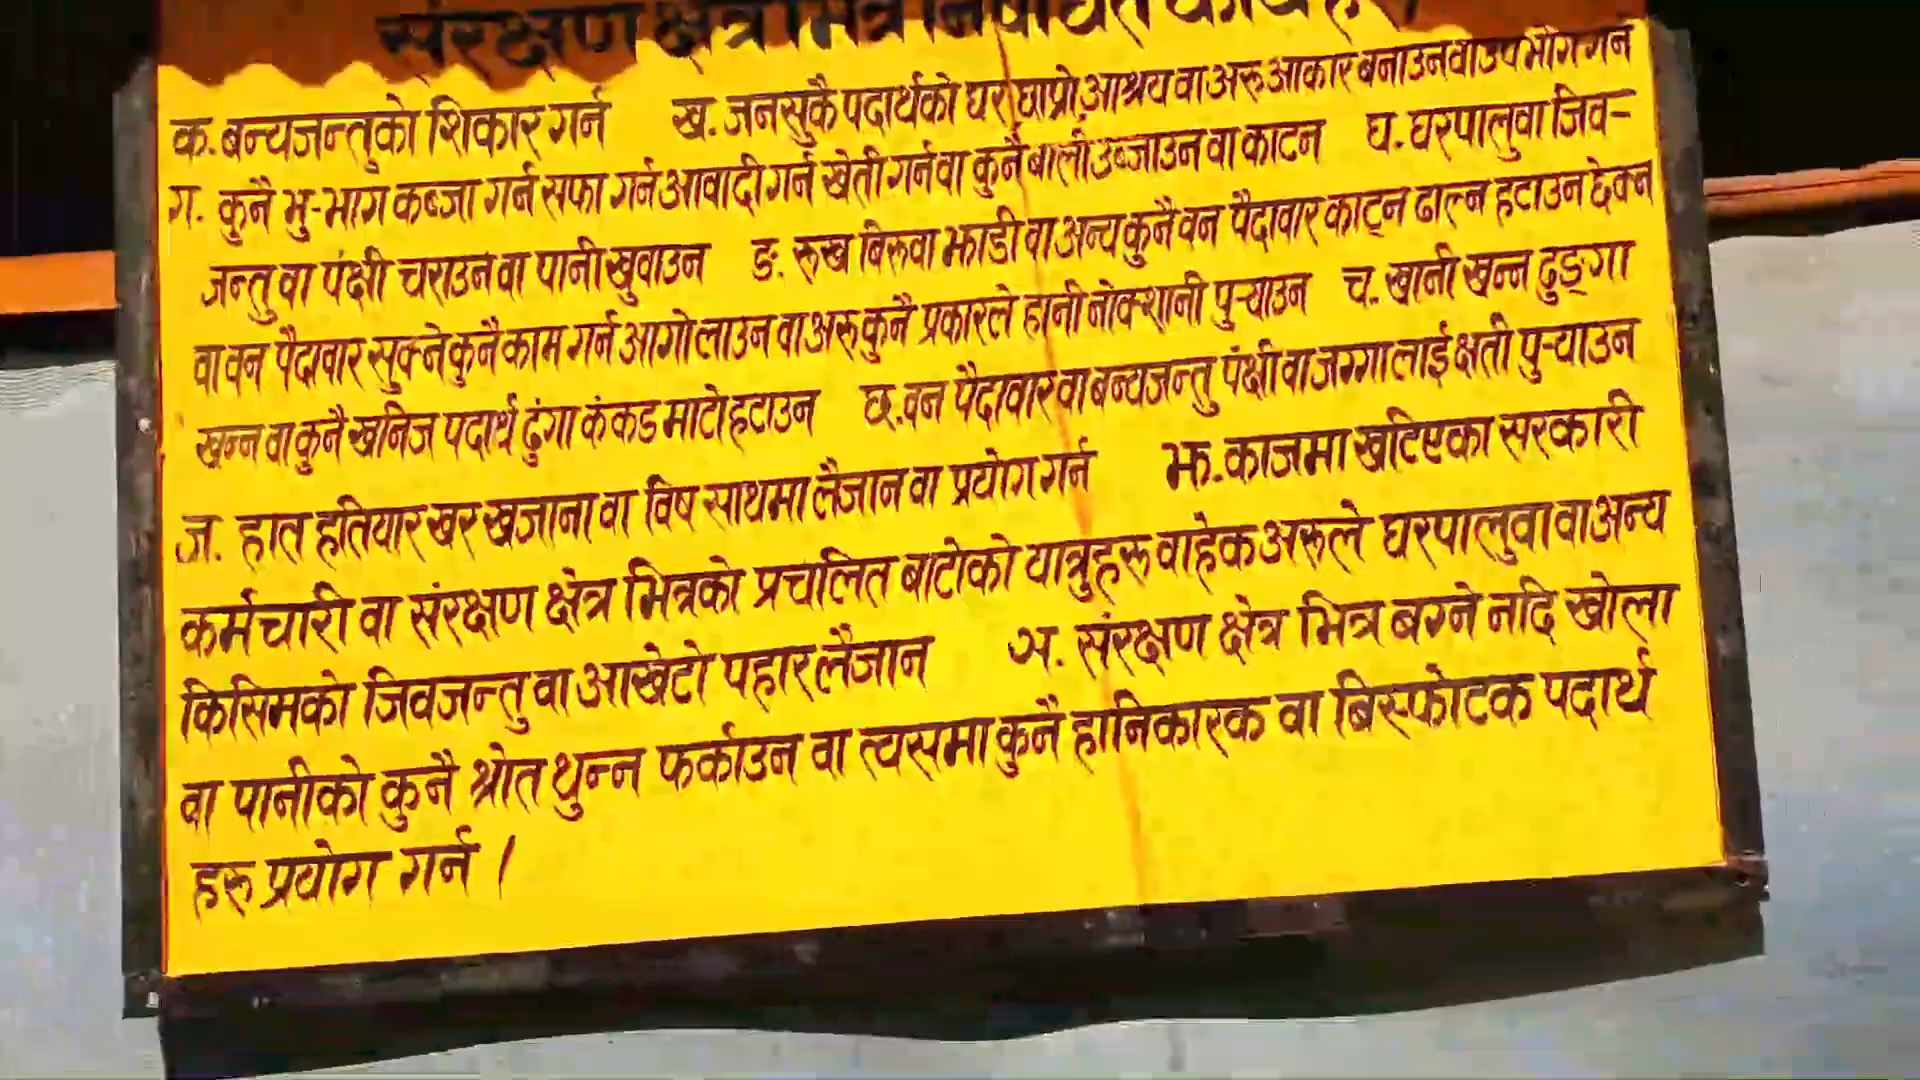 संरक्षण क्षेत्र भित्र निषेधित कार्यहरु
क. बन्यजन्तुको शिकार गर्न ख. जनसुकै पदार्थको घर छाप्रो आश्रय वा अरु आकार बनाउन वा उपभोग गर्न
ग. कुनै भु-भाग कब्जा गर्न सफा गर्न आवादी गर्न खेती गर्न वा कुनै बाली उब्जाउन वा काटन घ. घरपालुवा जिव-
जन्तु वा पंक्षी चराउन वा पानी खुवाउन ङ. रूख बिरूवा झाडी वा अन्य कुनै वन पैदावार काट्न ढाल्न हटाउन छेक्न
वा वन पैदावार सुक्ने कुनै काम गर्न आगो लाउन वा अरू कुनै प्रकारले हानी नोक्शानी पुर्‍याउन च. खानी खन्न ढुङ्गा
खन्न वा कुनै खनिज पदार्थ ढुंगा कंकड माटो हटाउन छ. वन पैदावार वा बन्यजन्तु पंक्षी वा जग्गालाई क्षती पुर्‍याउन
ज. हात हतियार खर खजाना वा विष साथमा लैजान वा प्रयोग गर्न झ. काजमा खटिएका सरकारी
कर्मचारी वा संरक्षण क्षेत्र भित्रको प्रचलित बाटोको यात्रुहरू वाहेक अरूले घरपालुवा वा अन्य
किसिमको जिवजन्तु वा आखेटो पहार लैजान ञ. संरक्षण क्षेत्र भित्र बग्ने नदि खोला
वा पानीको कुनै श्रोत थुन्न फर्काउन वा त्यसमा कुनै हानिकारक वा बिस्फोटक पदार्थ
हरू प्रयोग गर्न ।